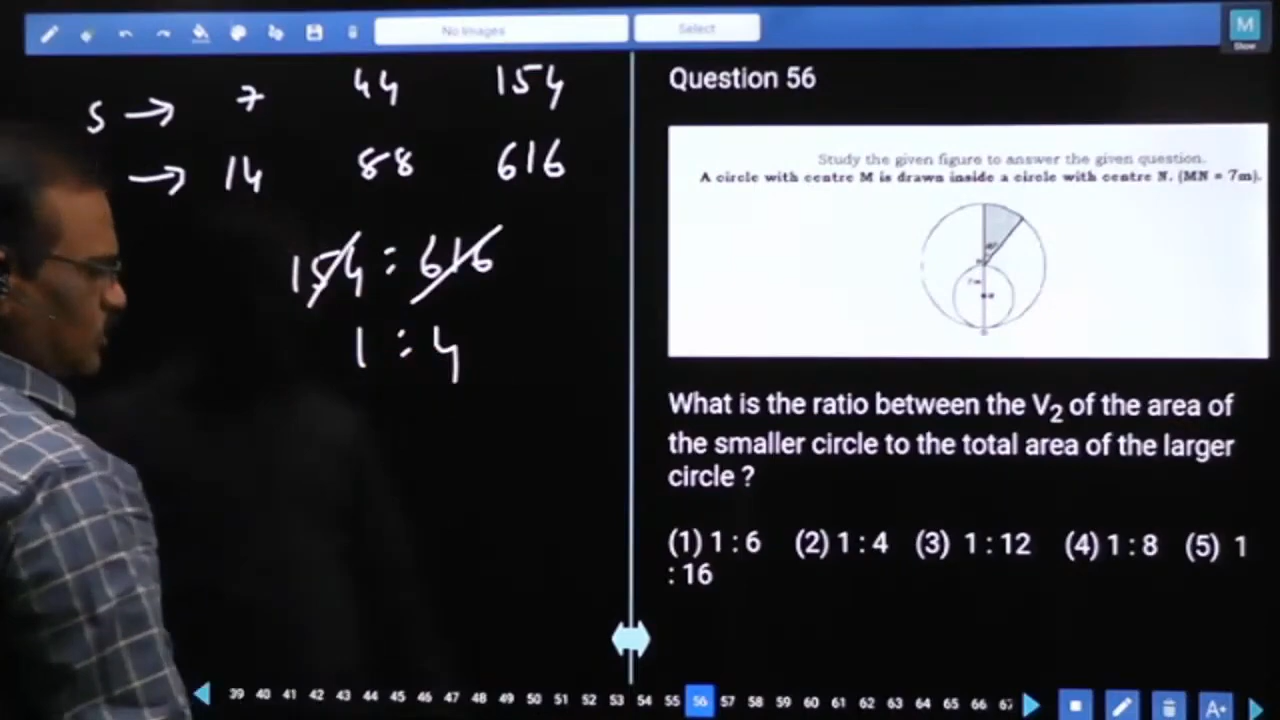 No Images
Select
M
Show
S → 7 44 154
→ 14 88 616
154 : 616
1 : 4
Question 56
Study the given figure to answer the given question.
A circle with centre M is drawn inside a circle with centre N. (MN = 7m).
7m
What is the ratio between the V2 of the area of
the smaller circle to the total area of the larger
circle ?
(1) 1 : 6 (2) 1 : 4 (3) 1 : 12 (4) 1 : 8 (5) 1
: 16
39 40 41 42 43 44 45 46 47 48 49 50 51 52 53 54 55 56 57 58 59 60 61 62 63 64 65 66 67
A+